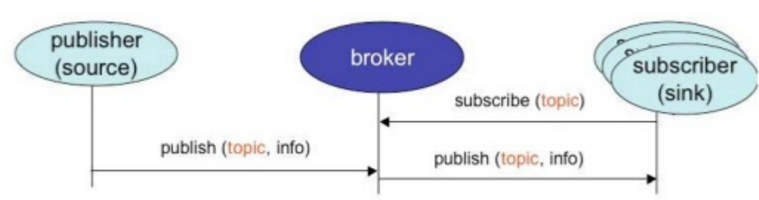 publisher
(source)
broker
subscriber
(sink)
subscribe (topic)
publish (topic, info)
publish (topic, info)